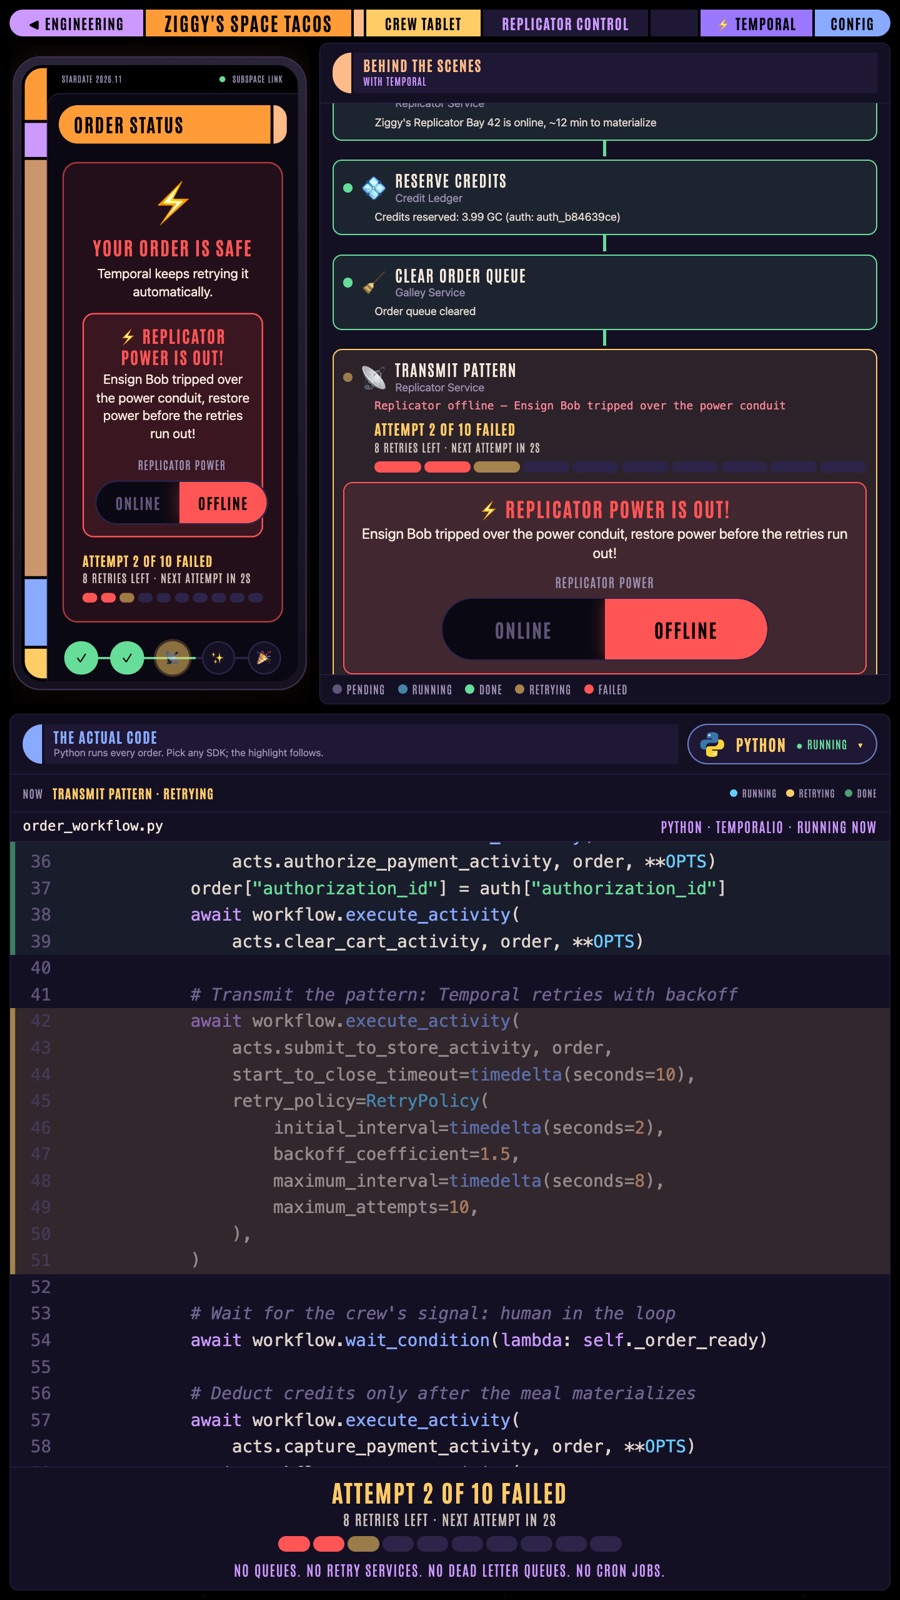 ◀ ENGINEERING
ZIGGY'S SPACE TACOS
CREW TABLET
REPLICATOR CONTROL
⚡ TEMPORAL
CONFIG
STARDATE 2026.11
SUBSPACE LINK
ORDER STATUS
YOUR ORDER IS SAFE
Temporal keeps retrying it
automatically.
⚡ REPLICATOR
POWER IS OUT!
Ensign Bob tripped over
the power conduit, restore
power before the retries
run out!
REPLICATOR POWER
ONLINE OFFLINE
ATTEMPT 2 OF 10 FAILED
8 RETRIES LEFT · NEXT ATTEMPT IN 2S
BEHIND THE SCENES
WITH TEMPORAL
Replicator Service
Ziggy's Replicator Bay 42 is online, ~12 min to materialize
RESERVE CREDITS
Credit Ledger
Credits reserved: 3.99 GC (auth: auth_b84639ce)
CLEAR ORDER QUEUE
Galley Service
Order queue cleared
TRANSMIT PATTERN
Replicator Service
Replicator offline — Ensign Bob tripped over the power conduit
ATTEMPT 2 OF 10 FAILED
8 RETRIES LEFT · NEXT ATTEMPT IN 2S
⚡ REPLICATOR POWER IS OUT!
Ensign Bob tripped over the power conduit, restore power before the retries run
out!
REPLICATOR POWER
ONLINE OFFLINE
PENDING RUNNING DONE RETRYING FAILED
THE ACTUAL CODE
Python runs every order. Pick any SDK; the highlight follows.
PYTHON ● RUNNING ▾
NOW TRANSMIT PATTERN · RETRYING
RUNNING RETRYING DONE
order_workflow.py
PYTHON · TEMPORALIO · RUNNING NOW
36 acts.authorize_payment_activity, order, **OPTS)
37 order["authorization_id"] = auth["authorization_id"]
38 await workflow.execute_activity(
39 acts.clear_cart_activity, order, **OPTS)
40
41 # Transmit the pattern: Temporal retries with backoff
42 await workflow.execute_activity(
43 acts.submit_to_store_activity, order,
44 start_to_close_timeout=timedelta(seconds=10),
45 retry_policy=RetryPolicy(
46 initial_interval=timedelta(seconds=2),
47 backoff_coefficient=1.5,
48 maximum_interval=timedelta(seconds=8),
49 maximum_attempts=10,
50 ),
51 )
52
53 # Wait for the crew's signal: human in the loop
54 await workflow.wait_condition(lambda: self._order_ready)
55
56 # Deduct credits only after the meal materializes
57 await workflow.execute_activity(
58 acts.capture_payment_activity, order, **OPTS)
ATTEMPT 2 OF 10 FAILED
8 RETRIES LEFT · NEXT ATTEMPT IN 2S
NO QUEUES. NO RETRY SERVICES. NO DEAD LETTER QUEUES. NO CRON JOBS.